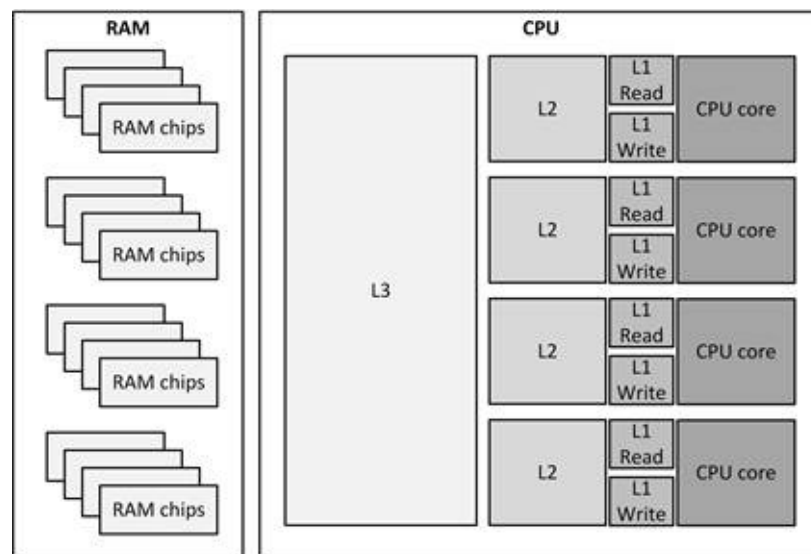 RAM
RAM chips
RAM chips
RAM chips
RAM chips
CPU
L3
L2
L1
Read
L1
Write
CPU core
L2
L1
Read
L1
Write
CPU core
L2
L1
Read
L1
Write
CPU core
L2
L1
Read
L1
Write
CPU core